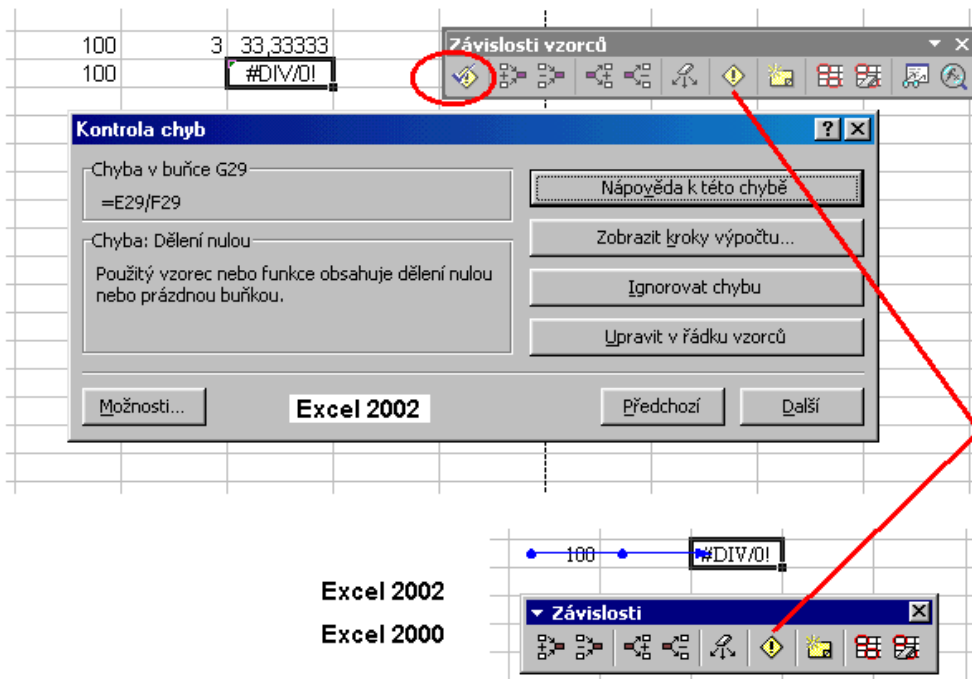 100 3 33,33333
Závislosti vzorců
100 #DIV/0!
Kontrola chyb
Chyba v buňce G29
=E29/F29
Nápověda k této chybě
Chyba: Dělení nulou
Zobrazit kroky výpočtu...
Použitý vzorec nebo funkce obsahuje dělení nulou
nebo prázdnou buňkou.
Ignorovat chybu
Upravit v řádku vzorců
Možnosti...
Excel 2002
Předchozí
Další
100 #DIV/0!
Excel 2002
Závislosti
Excel 2000